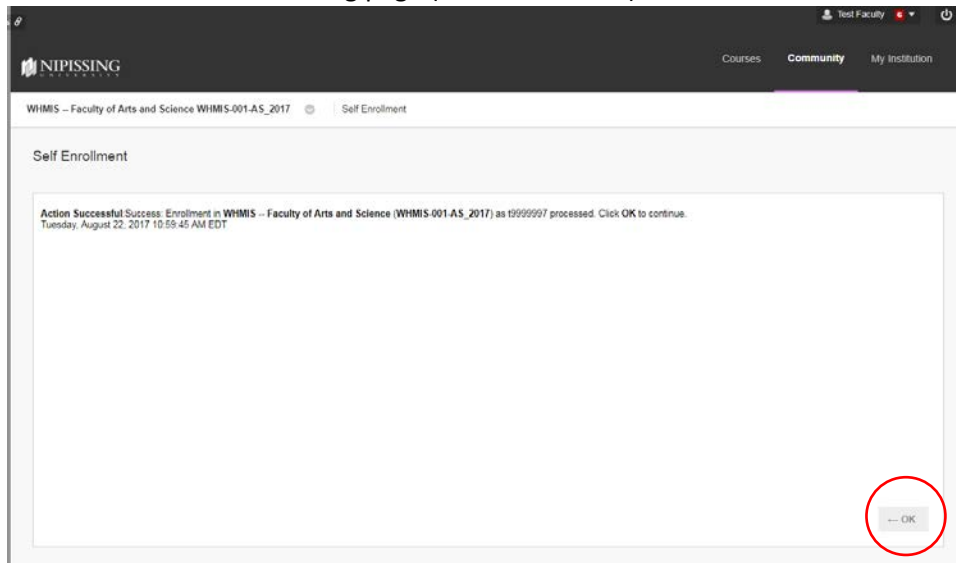 Test Faculty 6
NIPISSING
UNIVERSITY
Courses Community My Institution
WHMIS -- Faculty of Arts and Science WHMIS-001-AS_2017 Self Enrollment
Self Enrollment
Action Successful:Success: Enrollment in WHMIS -- Faculty of Arts and Science (WHMIS-001-AS_2017) as t9999997 processed. Click OK to continue.
Tuesday, August 22, 2017 10:59:45 AM EDT
← OK